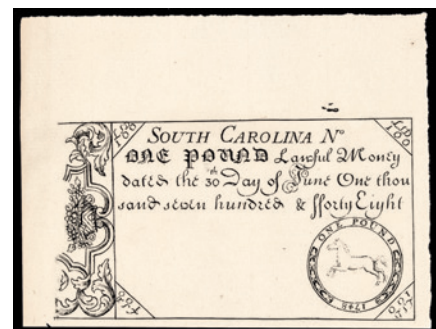 SOUTH CAROLINA No
ONE POUND Lawful Money
dated the 30th Day of June One thou
sand seven hundred & fforty Eight
ONE POUND
1748